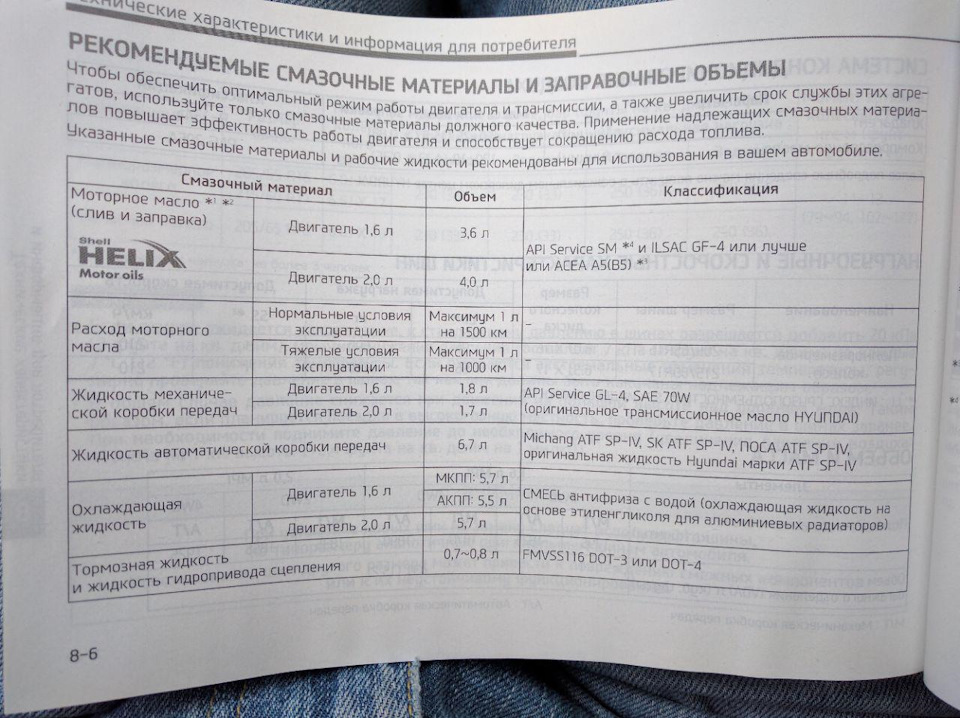 технические характеристики и информация для потребителя
РЕКОМЕНДУЕМЫЕ СМАЗОЧНЫЕ МАТЕРИАЛЫ И ЗАПРАВОЧНЫЕ ОБЪЕМЫ
Чтобы обеспечить оптимальный режим работы двигателя и трансмиссии, а также увеличить срок службы этих агре-
гатов, используйте только смазочные материалы должного качества. Применение надлежащих смазочных материа-
лов повышает эффективность работы двигателя и способствует сокращению расхода топлива.
Указанные смазочные материалы и рабочие жидкости рекомендованы для использования в вашем автомобиле.
Смазочный материал Объем Классификация
Моторное масло *1 *2
(слив и заправка)
Shell
HELIX
Motor oils
Двигатель 1,6 л 3,6 л
Двигатель 2,0 л 4,0 л
API Service SM *4 и ILSAC GF-4 или лучше
или ACEA A5(B5) *3
Расход моторного
масла
Нормальные условия
эксплуатации
Максимум 1 л
на 1500 км
–
Тяжелые условия
эксплуатации
Максимум 1 л
на 1000 км
–
Жидкость механиче-
ской коробки передач
Двигатель 1,6 л 1,8 л
Двигатель 2,0 л 1,7 л
API Service GL-4, SAE 70W
(оригинальное трансмиссионное масло HYUNDAI)
Жидкость автоматической коробки передач 6,7 л
Michang ATF SP-IV, SK ATF SP-IV, NOCA ATF SP-IV,
оригинальная жидкость Hyundai марки ATF SP-IV
Охлаждающая
жидкость
Двигатель 1,6 л
МКПП: 5,7 л
АКПП: 5,5 л
Двигатель 2,0 л 5,7 л
СМЕСЬ антифриза с водой (охлаждающая жидкость на
основе этиленгликоля для алюминиевых радиаторов)
Тормозная жидкость
и жидкость гидропривода сцепления
0,7~0,8 л
FMVSS116 DOT-3 или DOT-4
8-6